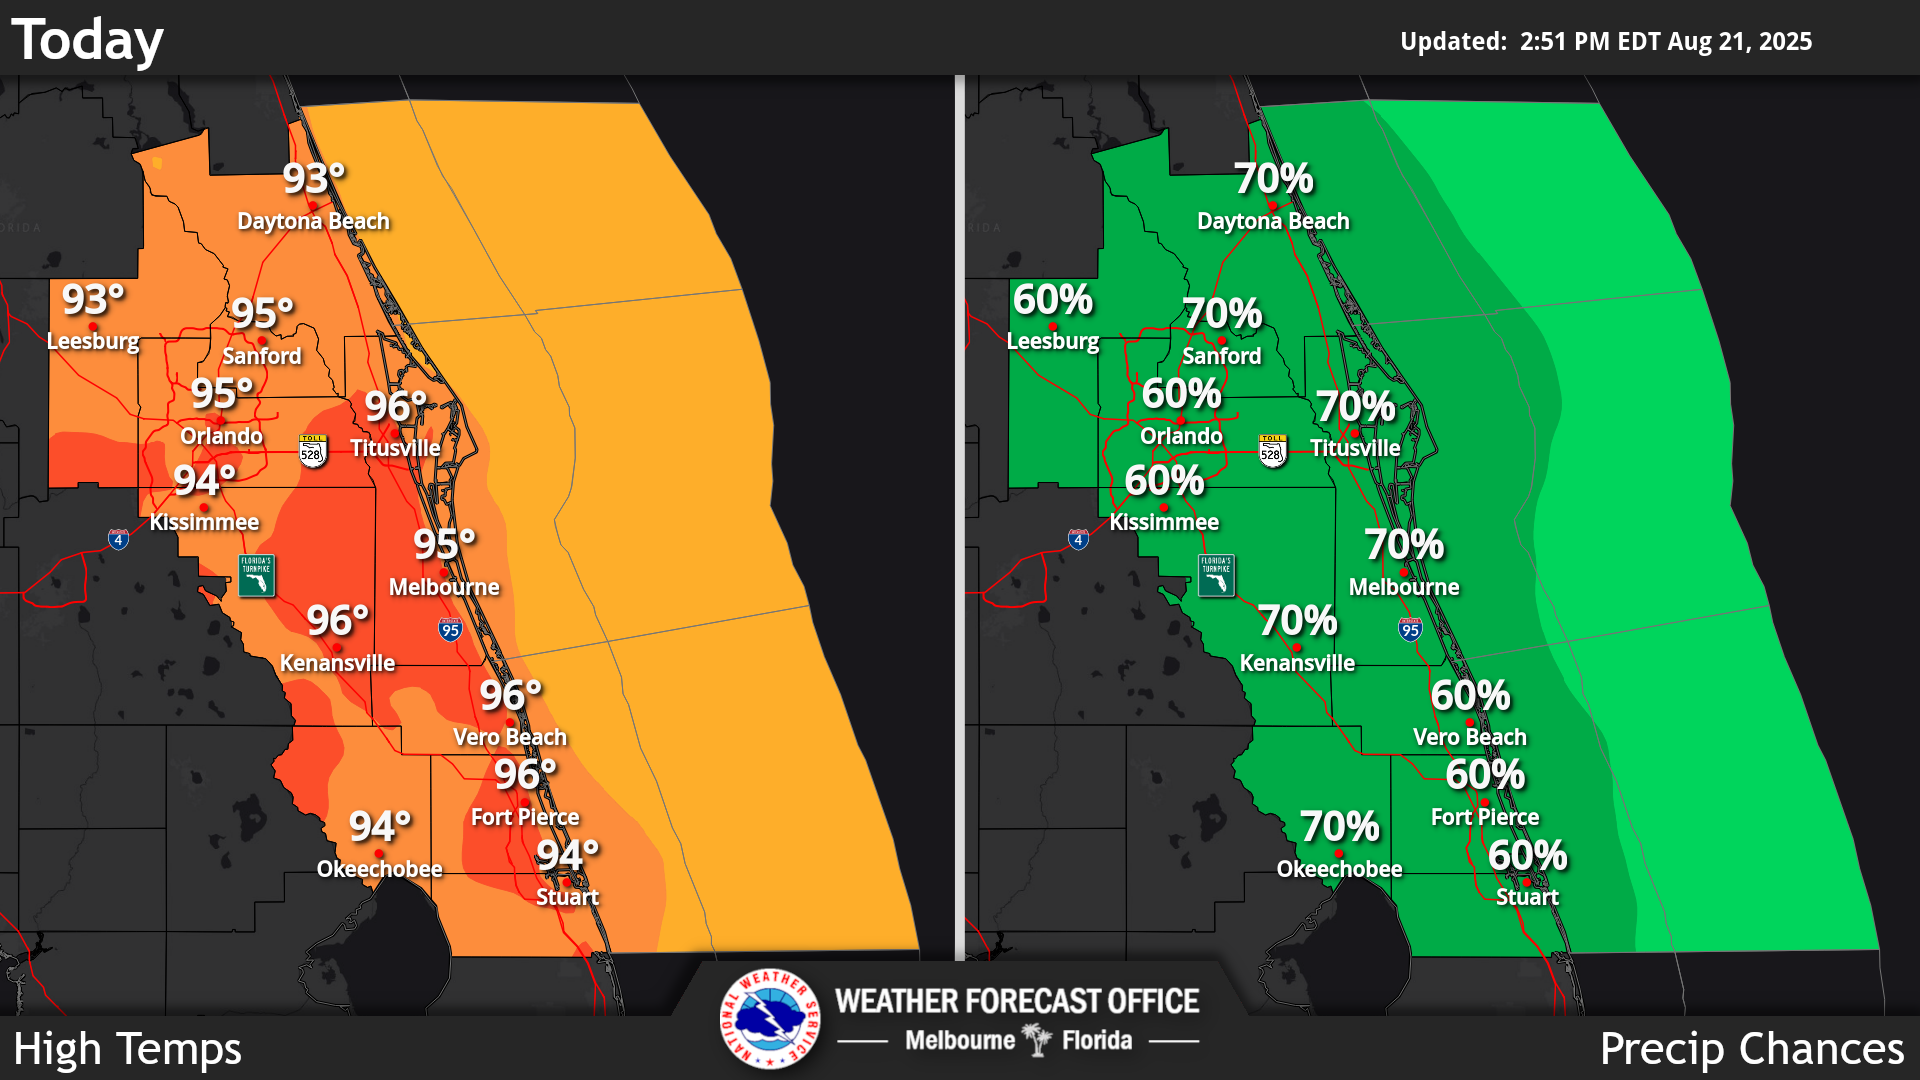 Today
Updated: 2:51 PM EDT Aug 21, 2025
93°
Daytona Beach
93°
Leesburg
95°
Sanford
95°
Orlando
96°
Titusville
TOLL
528
94°
Kissimmee
4
FLORIDA'S
TURNPIKE
95°
Melbourne
95
96°
Kenansville
96°
Vero Beach
96°
Fort Pierce
94°
Okeechobee
94°
Stuart
70%
Daytona Beach
60%
Leesburg
70%
Sanford
60%
Orlando
70%
Titusville
TOLL
528
60%
Kissimmee
4
FLORIDA'S
TURNPIKE
70%
Melbourne
95
70%
Kenansville
60%
Vero Beach
60%
Fort Pierce
70%
Okeechobee
60%
Stuart
NATIONAL WEATHER SERVICE
WEATHER FORECAST OFFICE
Melbourne Florida
High Temps
Precip Chances